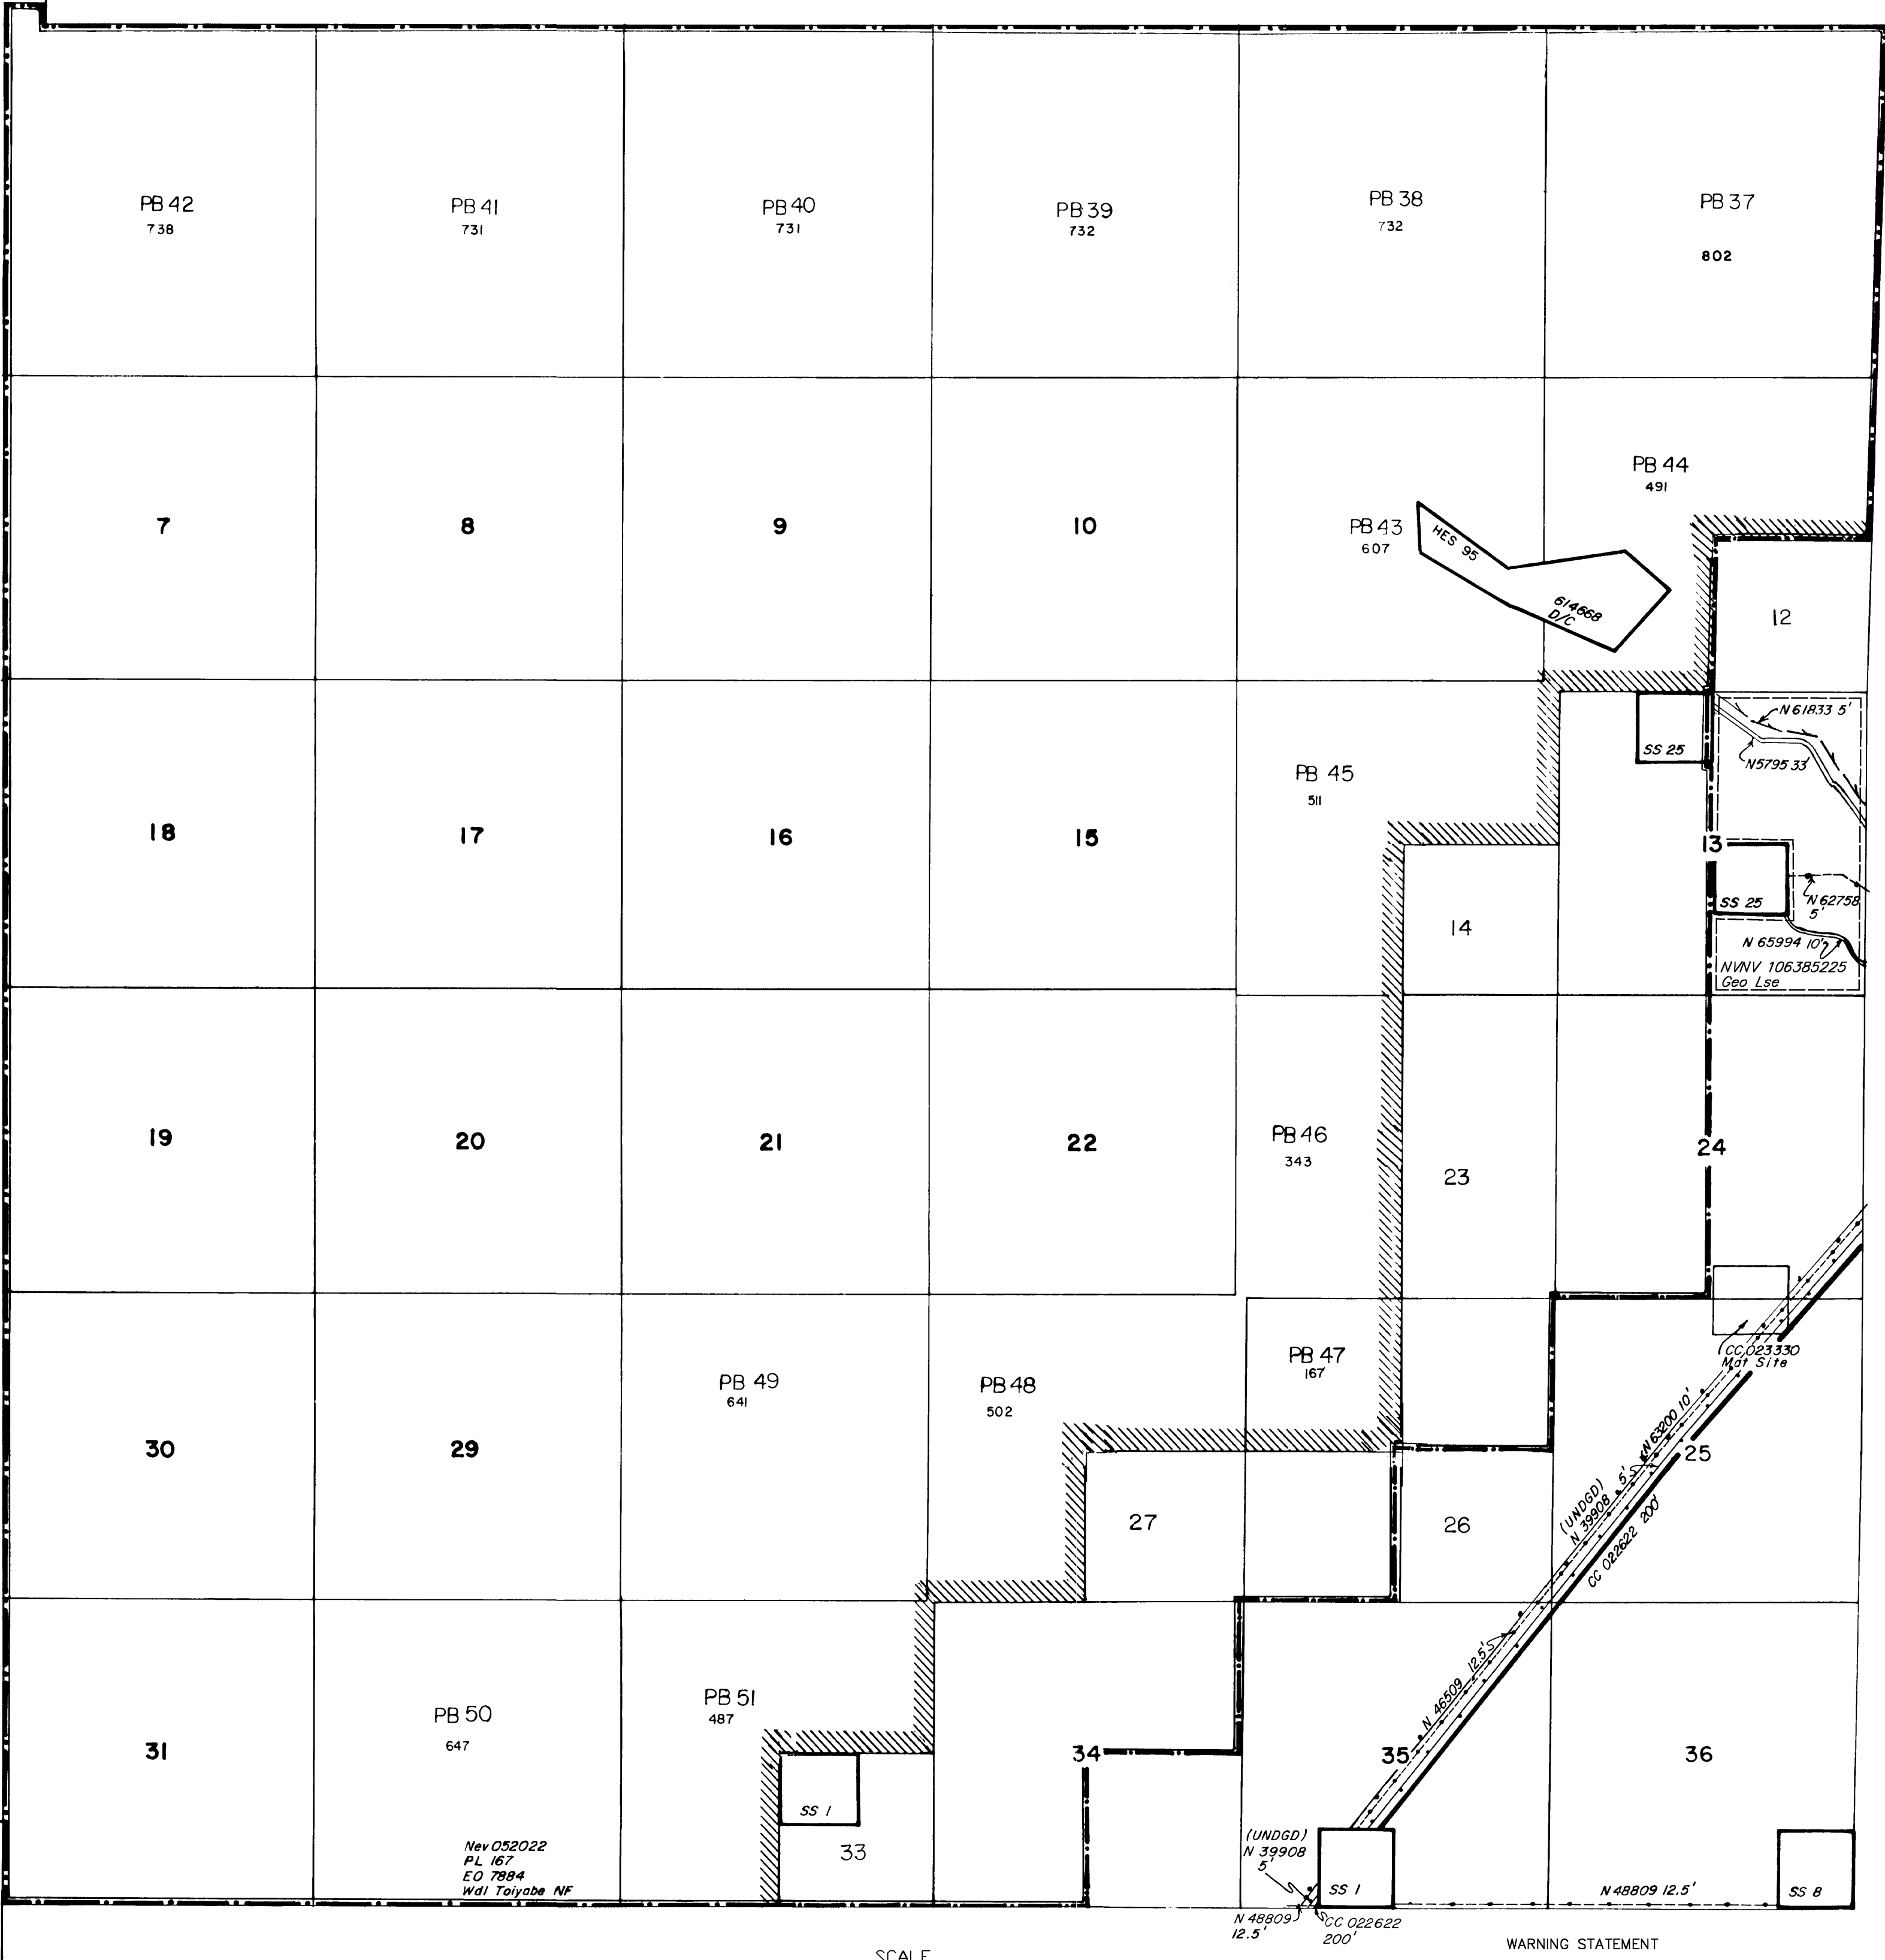 PB 42
738
PB 41
731
PB 40
731
PB 39
732
PB 38
732
PB 37
802
7
8
9
10
PB 43
607
HES 95
614668
D/C
PB 44
491
12
18
17
16
15
PB 45
511
SS 25
N 61833 5'
N5795 33'
13
SS 25
N 62758
5'
N 65994 10'
NVNV 106385225
Geo Lse
14
19
20
21
22
PB 46
343
23
24
CC 023330
Mat Site
30
29
PB 49
641
PB 48
502
PB 47
167
27
26
25
N 63200 10'
(UNDGD)
N 39908 5'
CC 022622 200'
31
PB 50
647
PB 51
487
34
N 46509 12.5'
35
36
SS 1
33
Nev 052022
PL 167
EO 7884
Wdl Toiyabe NF
(UNDGD)
N 39908
5'
SS 1
N 48809 12.5'
SS 8
N 48809
12.5'
CC 022622
200'
SCALE
WARNING STATEMENT